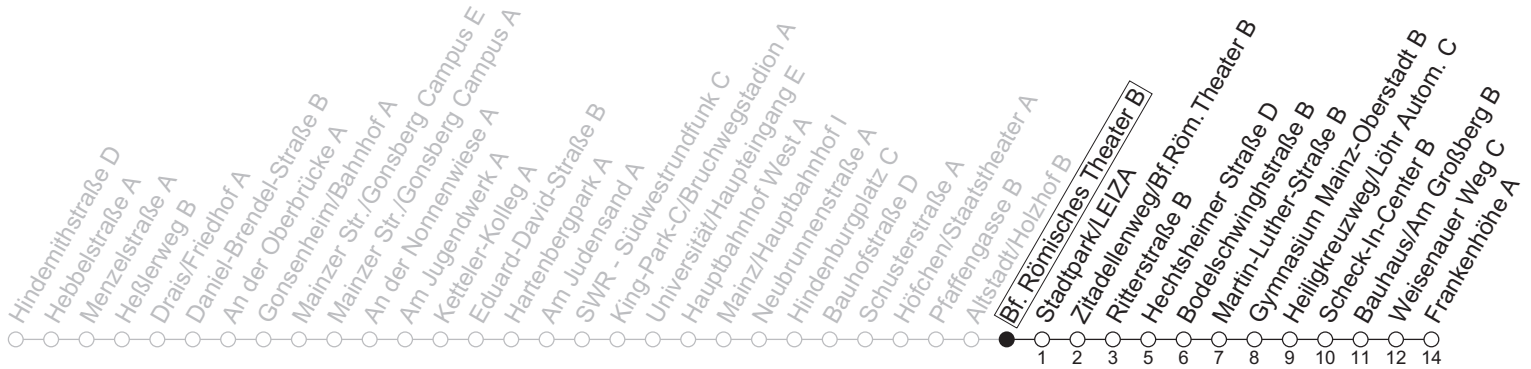 Hindemithstraße D
Hebbelstraße A
Menzelstraße A
Heßlerweg B
Drais/Friedhof A
Daniel-Brendel-Straße B
An der Oberbrücke A
Gonsenheim/Bahnhof A
Mainzer Str./Gonsberg Campus E
Mainzer Str./Gonsberg Campus A
An der Nonnenwiese A
Am Jugendwerk A
Ketteler-Kolleg A
Eduard-David-Straße B
Hartenbergpark A
Am Judensand A
SWR - Südwestrundfunk C
King-Park-C/Bruchwegstadion A
Universität/Haupteingang E
Hauptbahnhof West A
Mainz/Hauptbahnhof I
Neubrunnenstraße A
Hindenburgplatz C
Bauhofstraße D
Schusterstraße A
Höfchen/Staatstheater A
Pfaffengasse B
Altstadt/Holzhof B
Bf. Römisches Theater B
Stadtpark/LEIZA
Zitadellenweg/Bf.Röm. Theater B
Ritterstraße B
Hechtsheimer Straße D
Bodelschwinghstraße B
Martin-Luther-Straße B
Gymnasium Mainz-Oberstadt B
Heiligkreuzweg/Löhr Autom. C
Scheck-In-Center B
Bauhaus/Am Großberg B
Weisenauer Weg C
Frankenhöhe A
1 2 3 5 6 7 8 9 10 11 12 14